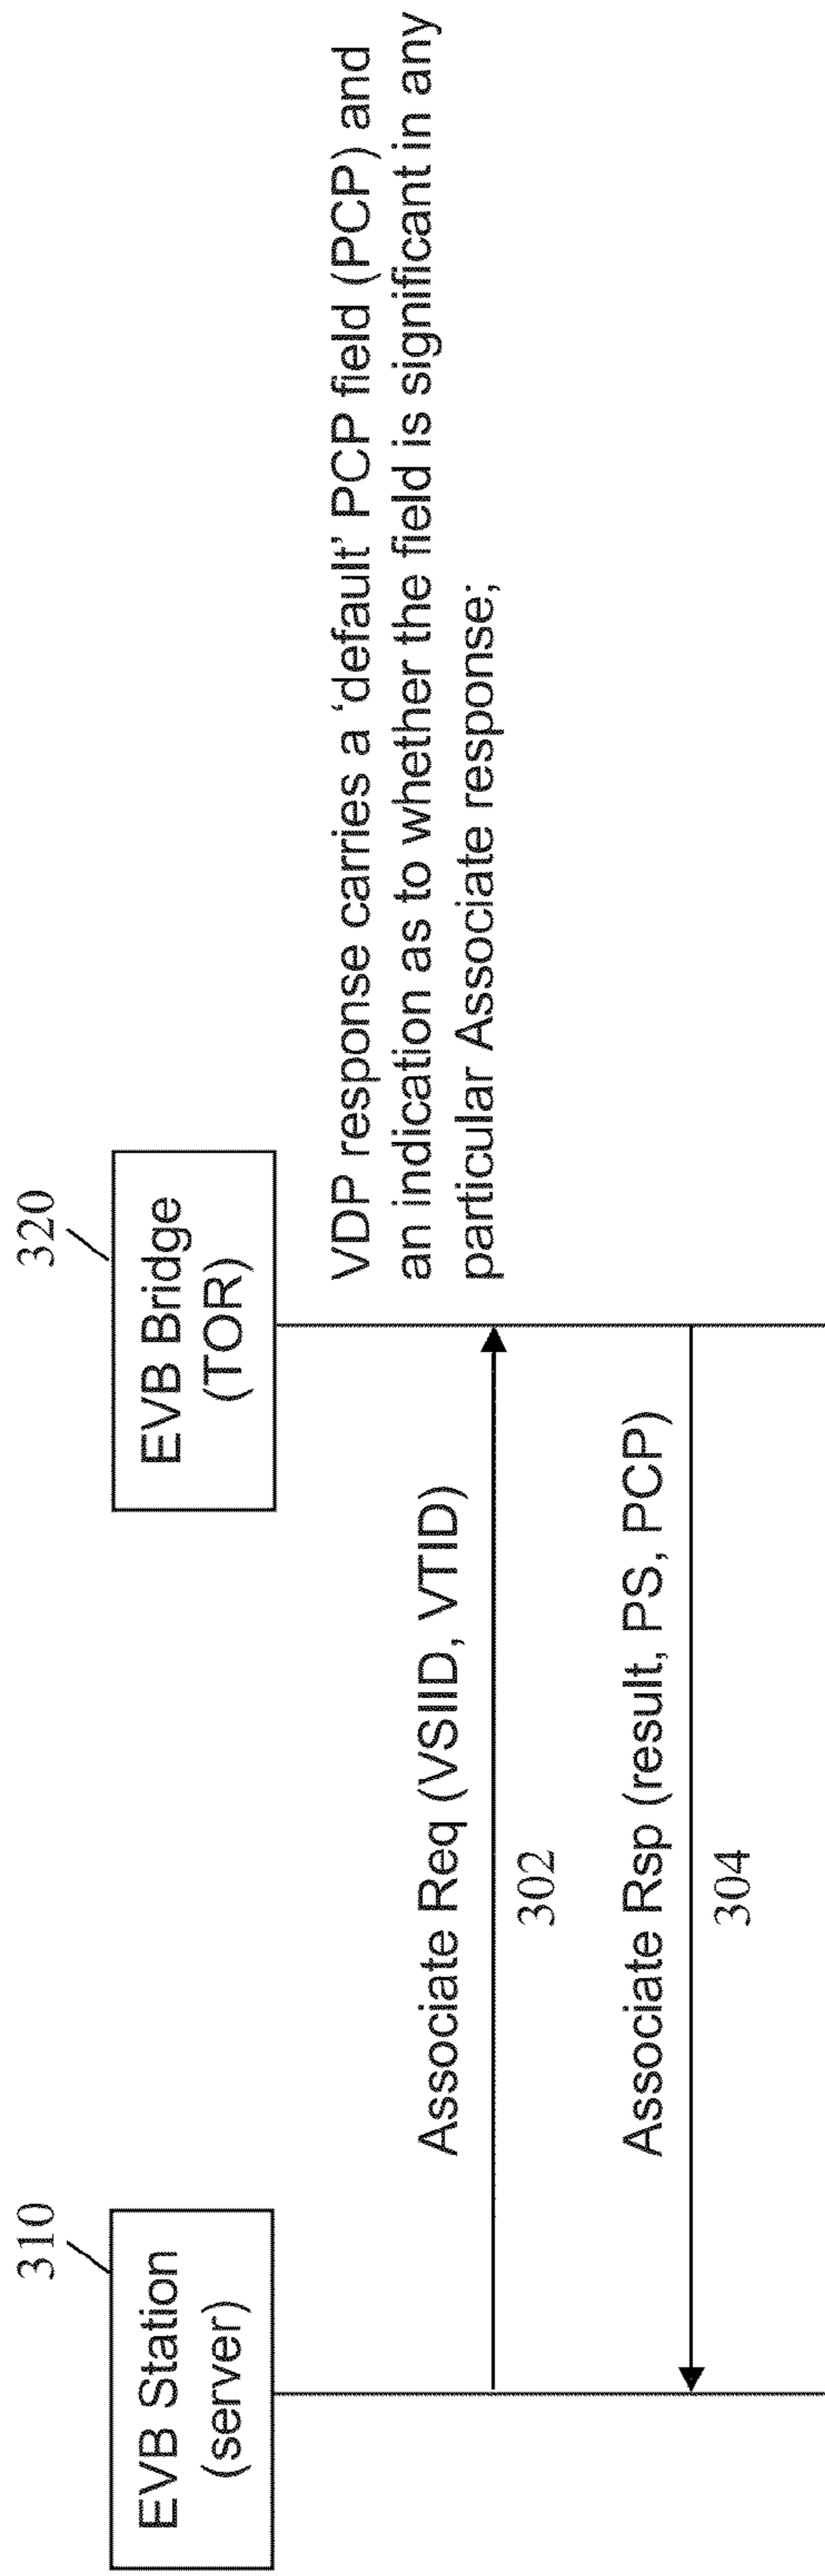 310
EVB Station
(server)
320
EVB Bridge
(TOR)
VDP response carries a ‘default’ PCP field (PCP) and
an indication as to whether the field is significant in any
particular Associate response;
Associate Req (VSIID, VTID)
302
Associate Rsp (result, PS, PCP)
304